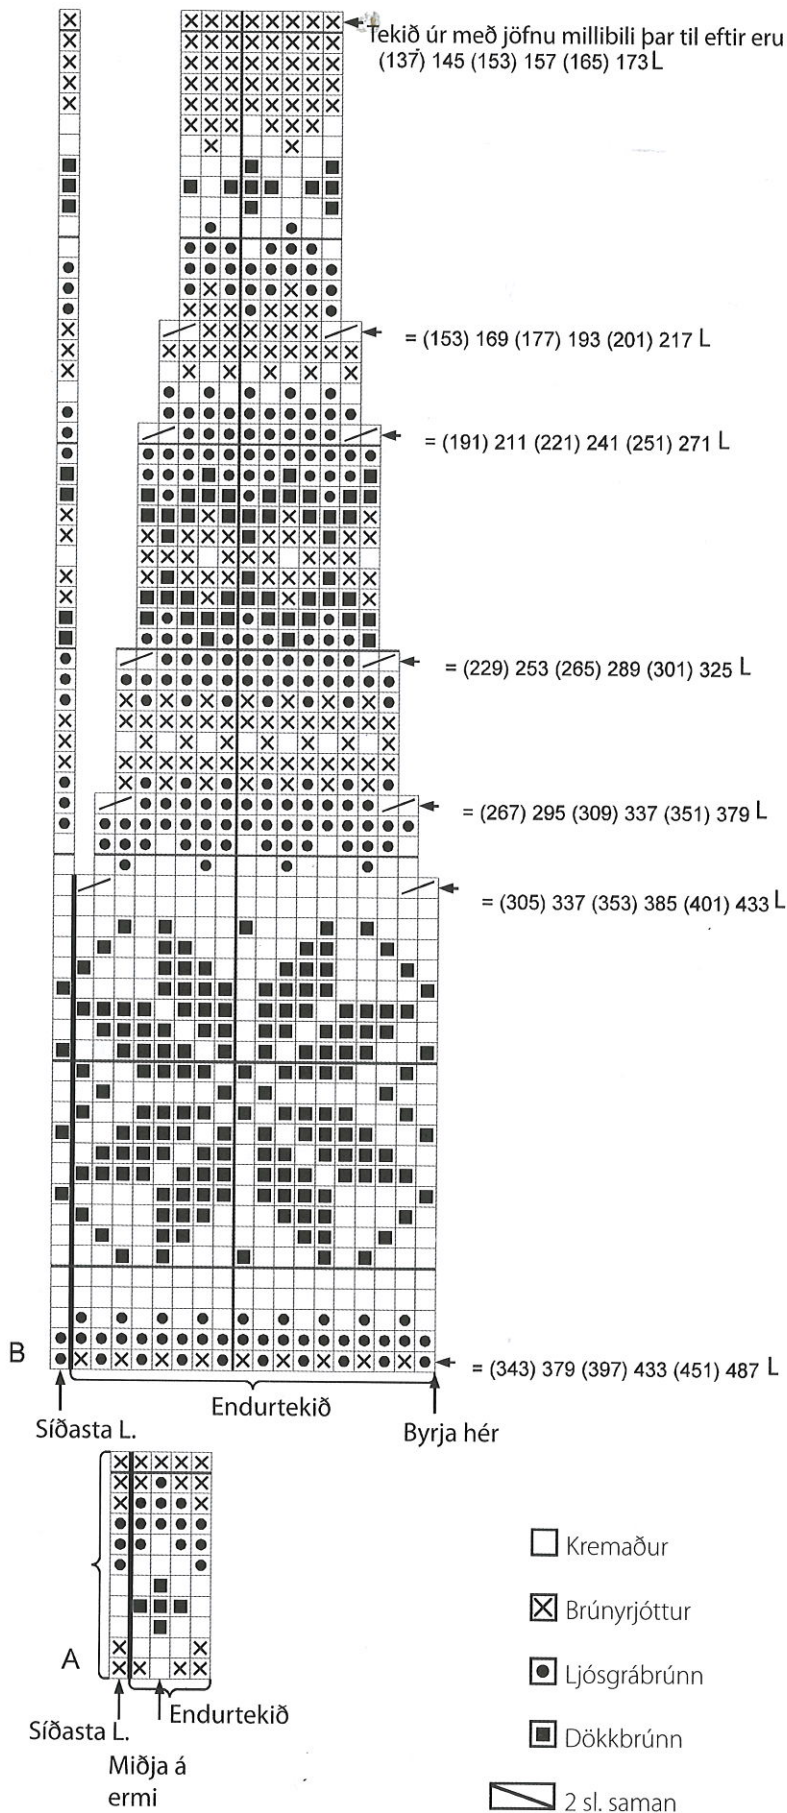 Tekið úr með jöfnu millibili þar til eftir eru
(137) 145 (153) 157 (165) 173 L
= (153) 169 (177) 193 (201) 217 L
= (191) 211 (221) 241 (251) 271 L
= (229) 253 (265) 289 (301) 325 L
= (267) 295 (309) 337 (351) 379 L
= (305) 337 (353) 385 (401) 433 L
B
= (343) 379 (397) 433 (451) 487 L
Endurtekið
Síðasta L.
Byrja hér
Kremaður
Brúnyrjóttur
A
Ljósgrábrúnn
Endurtekið
Síðasta L.
Dökkbrúnn
Miðja á
ermi
2 sl. saman